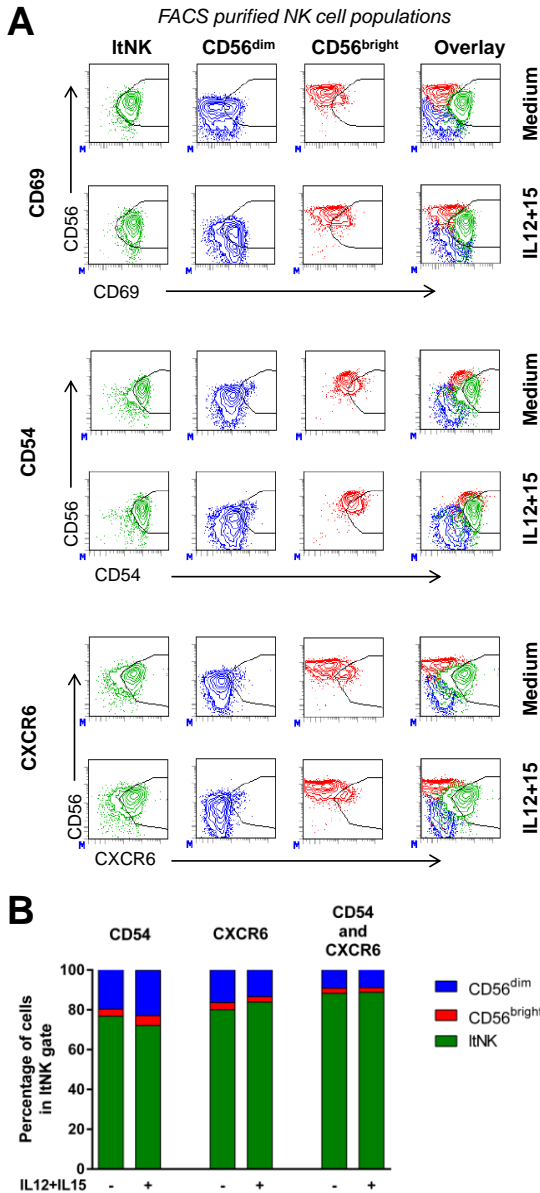 A
FACS purified NK cell populations
ltNK CD56dim CD56bright Overlay
CD69
CD56
Medium
M M M M
IL12+15
M M M M
CD69
CD54
CD56
Medium
M M M M
CD56
IL12+15
M M M M
CD54
CXCR6
CD56
Medium
M M M M
CD56
IL12+15
M M M M
CXCR6
B
CD54 CXCR6 CD54
and
CXCR6
Percentage of cells
in ltNK gate
100
80
60
40
20
0
CD56dim
CD56bright
ltNK
IL12+IL15 - + - + - +